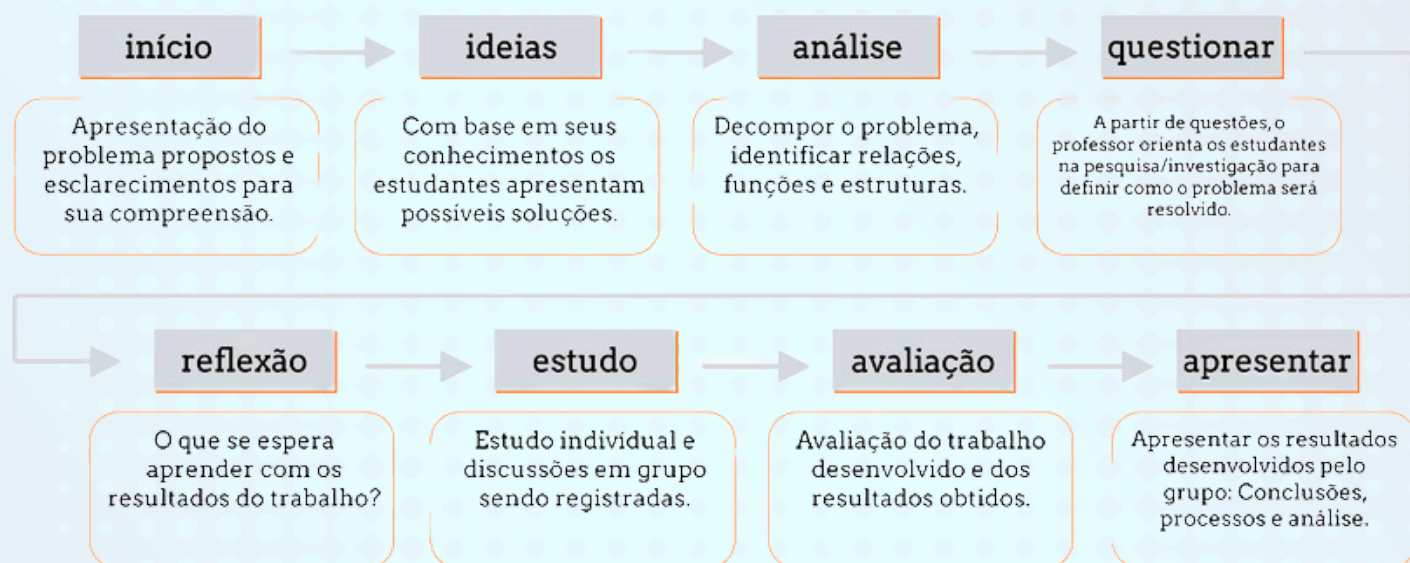 início
Apresentação do
problema propostos e
esclarecimentos para
sua compreensão.
ideias
Com base em seus
conhecimentos os
estudantes apresentam
possíveis soluções.
análise
Decompor o problema,
identificar relações,
funções e estruturas.
questionar
A partir de questões, o
professor orienta os estudantes
na pesquisa/investigação para
definir como o problema será
resolvido.
reflexão
O que se espera
aprender com os
resultados do trabalho?
estudo
Estudo indivídual e
discussões em grupo
sendo registradas.
avaliação
Avaliação do trabalho
desenvolvido e dos
resultados obtidos.
apresentar
Apresentar os resultados
desenvolvidos pelo
grupo: Conclusões,
processos e análise.